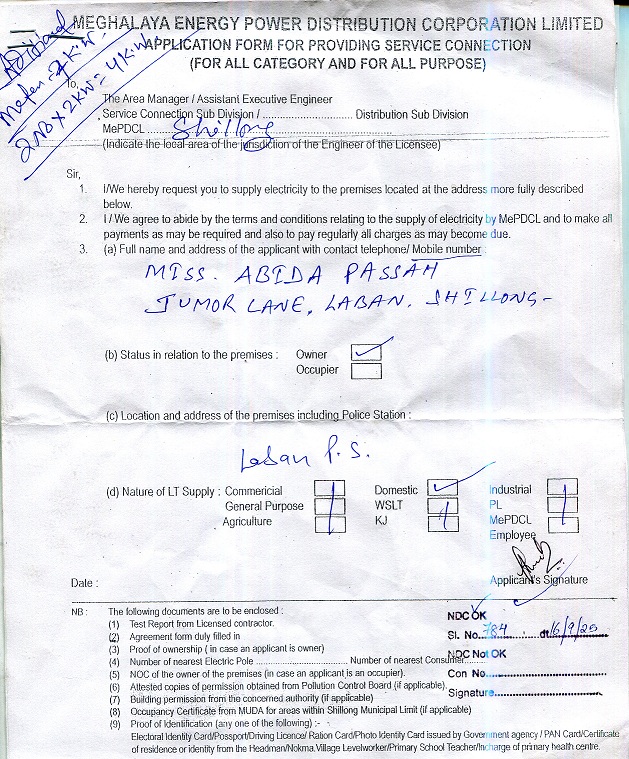 Additional
Meter = 4 K.W.
2 NB x 2KW = 4 K.W.
MEGHALAYA ENERGY POWER DISTRIBUTION CORPORATION LIMITED
APPLICATION FORM FOR PROVIDING SERVICE CONNECTION
(FOR ALL CATEGORY AND FOR ALL PURPOSE)
To,
The Area Manager / Assistant Executive Engineer
Service Connection Sub Division / ........................... Distribution Sub Division
MePDCL ..... Shillong .....
(Indicate the local area of the jurisdiction of the Engineer of the Licensee)
Sir,
1. I/We hereby request you to supply electricity to the premises located at the address more fully described
below.
2. I / We agree to abide by the terms and conditions relating to the supply of electricity by MePDCL and to make all
payments as may be required and also to pay regularly all charges as may become due.
3. (a) Full name and address of the applicant with contact telephone/ Mobile number :
MISS. ABIDA PASSAH
JUMOR LANE, LABAN, SHILLONG -
(b) Status in relation to the premises : Owner ✓
Occupier
(c) Location and address of the premises including Police Station :
Laban P.S.
(d) Nature of LT Supply : Commericial Domestic ✓ Industrial
General Purpose WSLT PL
Agriculture KJ MePDCL
Employee
Applicant's Signature
Date :
NB : The following documents are to be enclosed :
NDC OK
(1) Test Report from Licensed contractor.
Sl. No. 784 dt 16/9/25
(2) Agreement form duly filled in
(3) Proof of ownership ( in case an applicant is owner)
NDC Not OK
(4) Number of nearest Electric Pole ........................... Number of nearest Consumer........
(5) NOC of the owner of the premises (in case an applicant is an occupier).
Con No....................
(6) Attested copies of permission obtained from Pollution Control Board (if applicable).
Signature....................
(7) Building permission from the concerned authority (if applicable)
(8) Occupancy Certificate from MUDA for areas within Shillong Municipal Limit (if applicable)
(9) Proof of Identification (any one of the following) :-
Electoral Identity Card/Possport/Driving Licence/ Ration Card/Photo Identity Card issued by Government agency / PAN Card/Certificate
of residence or identity from the Headman/Nokma,Village Levelworker/Primary School Teacher/Incharge of primary health centre.